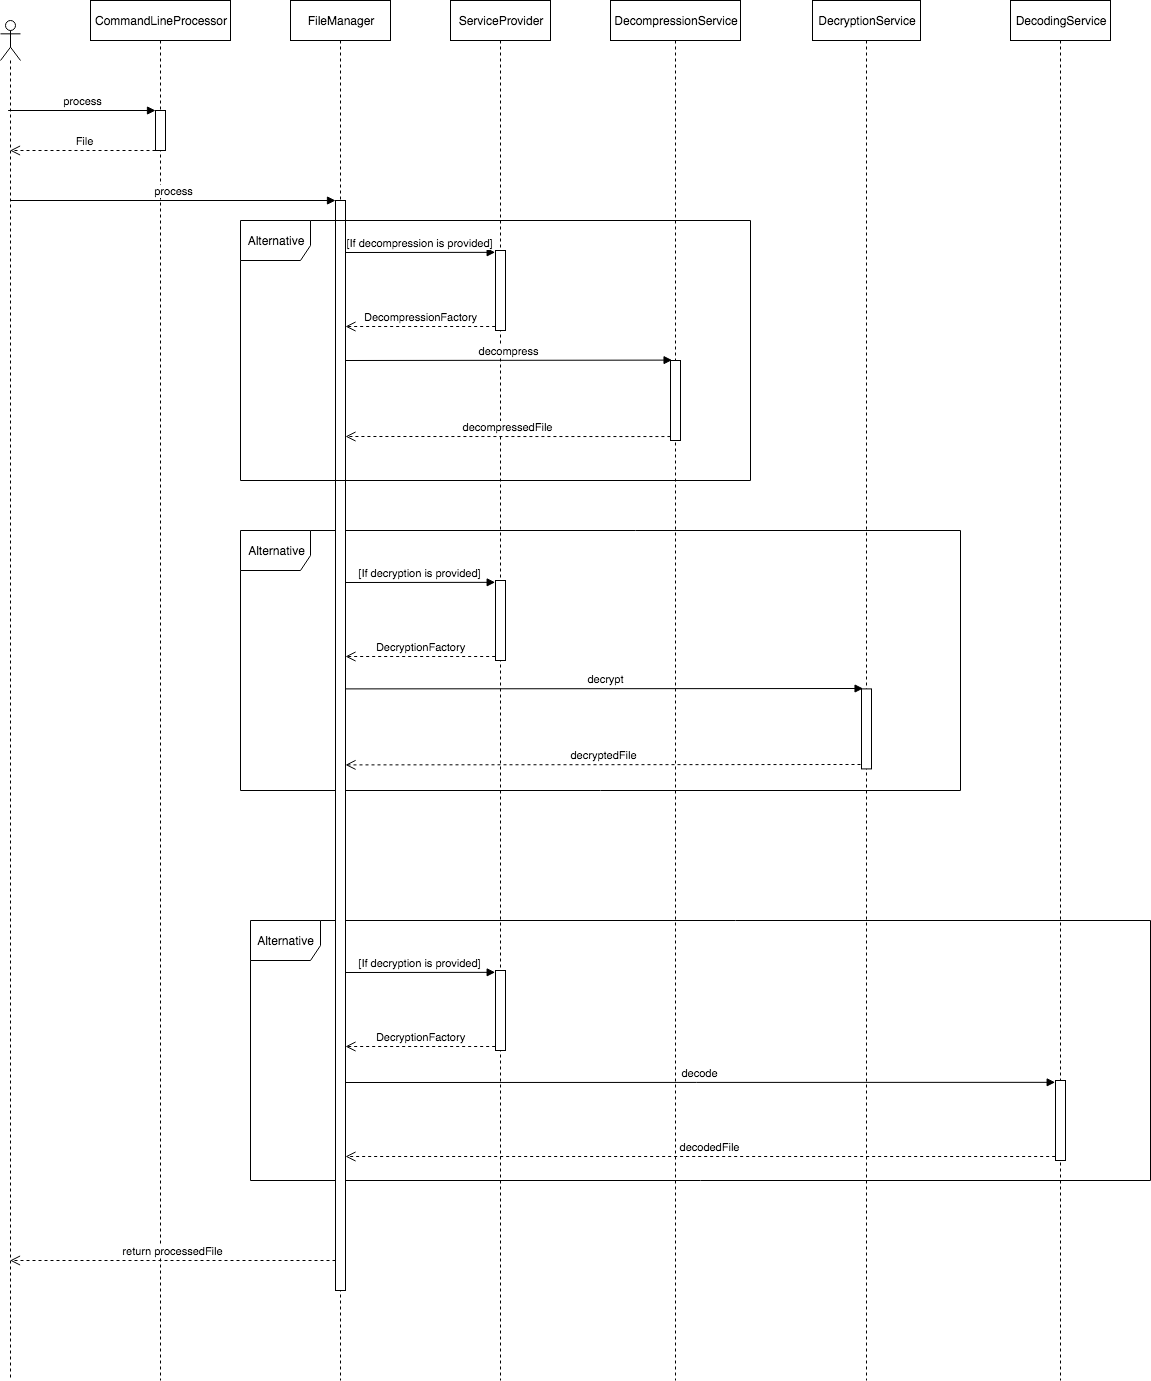 CommandLineProcessor
FileManager
ServiceProvider
DecompressionService
DecryptionService
DecodingService
process
File
process
Alternative
[If decompression is provided]
DecompressionFactory
decompress
decompressedFile
Alternative
[If decryption is provided]
DecryptionFactory
decrypt
decryptedFile
Alternative
[If decryption is provided]
DecryptionFactory
decode
decodedFile
return processedFile